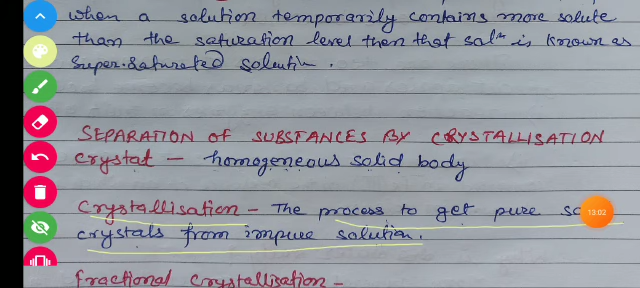 when a solution temporarily contains more solute
than the saturation level then that solⁿ is known as
Super-Saturated Solution.
SEPARATION of SUBSTANCES BY CRYSTALLISATION
Crystal – homogeneous solid body
Crystallisation – The process to get pure
13:02
crystals from impure solution.
fractional crystallization –